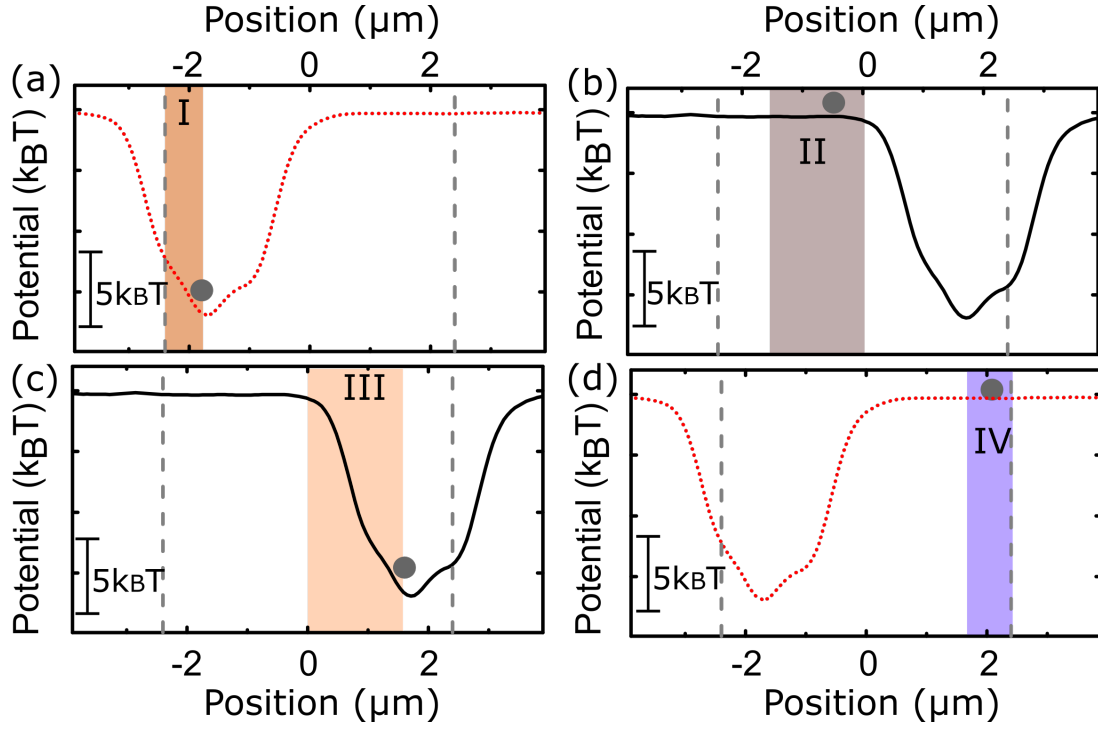 Position (µm)
Position (µm)
-2 0 2
-2 0 2
(a)
I
Potential (kBT)
5kBT
(b)
II
Potential (kBT)
5kBT
(c)
III
Potential (kBT)
5kBT
(d)
IV
Potential (kBT)
5kBT
-2 0 2
-2 0 2
Position (µm)
Position (µm)